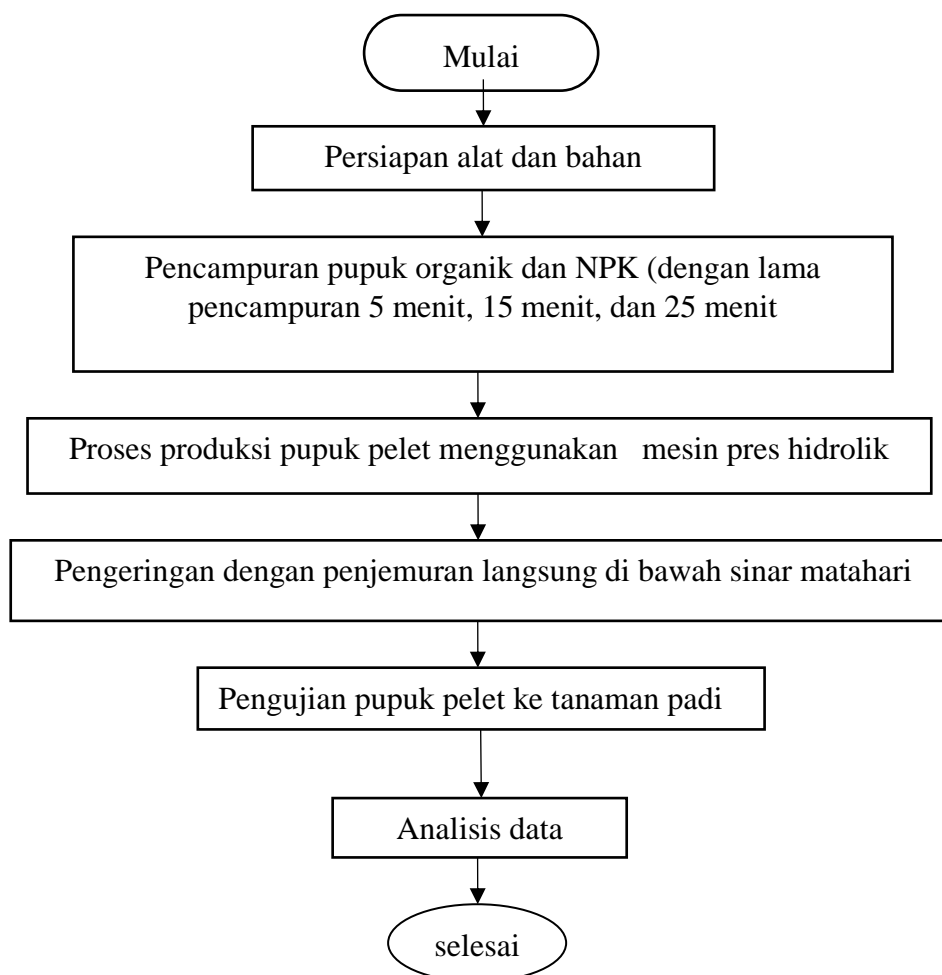 Mulai
Persiapan alat dan bahan
Pencampuran pupuk organik dan NPK (dengan lama
pencampuran 5 menit, 15 menit, dan 25 menit
Proses produksi pupuk pelet menggunakan mesin pres hidrolik
Pengeringan dengan penjemuran langsung di bawah sinar matahari
Pengujian pupuk pelet ke tanaman padi
Analisis data
selesai